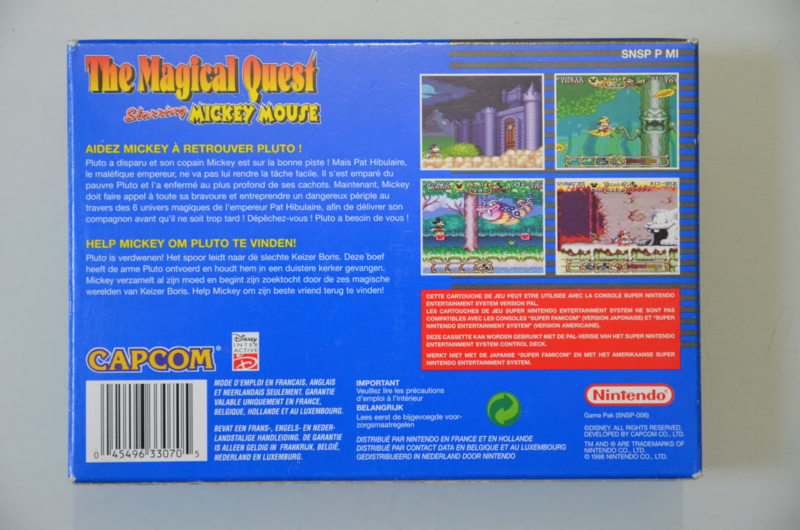 SNSP P MI
The Magical Quest
Starring MICKEY MOUSE
AIDEZ MICKEY À RETROUVER PLUTO !
Pluto a disparu et son copain Mickey est sur la bonne piste ! Mais Pat Hibulaire,
le maléfique empereur, ne va pas lui rendre la tâche facile. Il s'est emparé du
pauvre Pluto et l'a enfermé au plus profond de ses cachots. Maintenant, Mickey
doit faire appel à toute sa bravoure et entreprendre un dangereux périple au
travers des 6 univers magiques de l'empereur Pat Hibulaire, afin de délivrer son
compagnon avant qu'il ne soit trop tard ! Dépêchez-vous ! Pluto a besoin de vous !
HELP MICKEY OM PLUTO TE VINDEN!
Pluto is verdwenen! Het spoor leidt naar de slechte Keizer Boris. Deze boef
heeft de arme Pluto ontvoerd en houdt hem in een duistere kerker gevangen.
Mickey verzamelt al zijn moed en begint zijn zoektocht door de zes magische
werelden van Keizer Boris. Help Mickey om zijn beste vriend terug te vinden!
CETTE CARTOUCHE DE JEU PEUT ETRE UTILISEE AVEC LA CONSOLE SUPER NINTENDO
ENTERTAINMENT SYSTEM VERSION PAL.
LES CARTOUCHES DE JEU SUPER NINTENDO ENTERTAINMENT SYSTEM NE SONT PAS
COMPATIBLES AVEC LES CONSOLES "SUPER FAMICOM" (VERSION JAPONAISE) ET "SUPER
NINTENDO ENTERTAINMENT SYSTEM" (VERSION AMERICAINE).
DEZE CASSETTE KAN WORDEN GEBRUIKT MET DE PAL-VERSIE VAN HET SUPER NINTENDO
ENTERTAINMENT SYSTEM CONTROL DECK.
WERKT NIET MET DE JAPANSE "SUPER FAMICOM" EN MET HET AMERIKAANSE SUPER
NINTENDO ENTERTAINMENT SYSTEM.
CAPCOM
Disney
INTER
ACTIVE
MODE D'EMPLOI EN FRANCAIS, ANGLAIS
ET NEERLANDAIS SEULEMENT. GARANTIE
VALABLE UNIQUEMENT EN FRANCE,
BELGIQUE, HOLLANDE ET AU LUXEMBOURG.
BEVAT EEN FRANS-, ENGELS- EN NEDER-
LANDSTALIGE HANDLEIDING. DE GARANTIE
IS ALLEEN GELDIG IN FRANKRIJK, BELGIË,
NEDERLAND EN LUXEMBURG.
0 45496 33070 5
IMPORTANT
Veuillez lire les précautions
d'emploi à l'intérieur
BELANGRIJK
Lees eerst de bijgevoegde voor-
zorgsmaatregelen
DISTRIBUÉ PAR NINTENDO EN FRANCE ET EN HOLLANDE
DISTRIBUÉ PAR CONTACT DATA EN BELGIQUE ET AU LUXEMBOURG
GEDISTRIBUEERD IN NEDERLAND DOOR NINTENDO
Nintendo
Game Pak (SNSP-006)
©DISNEY. ALL RIGHTS RESERVED.
DEVELOPED BY CAPCOM CO., LTD.
TM AND ® ARE TRADEMARKS OF
NINTENDO CO., LTD.
© 1998 NINTENDO CO., LTD.